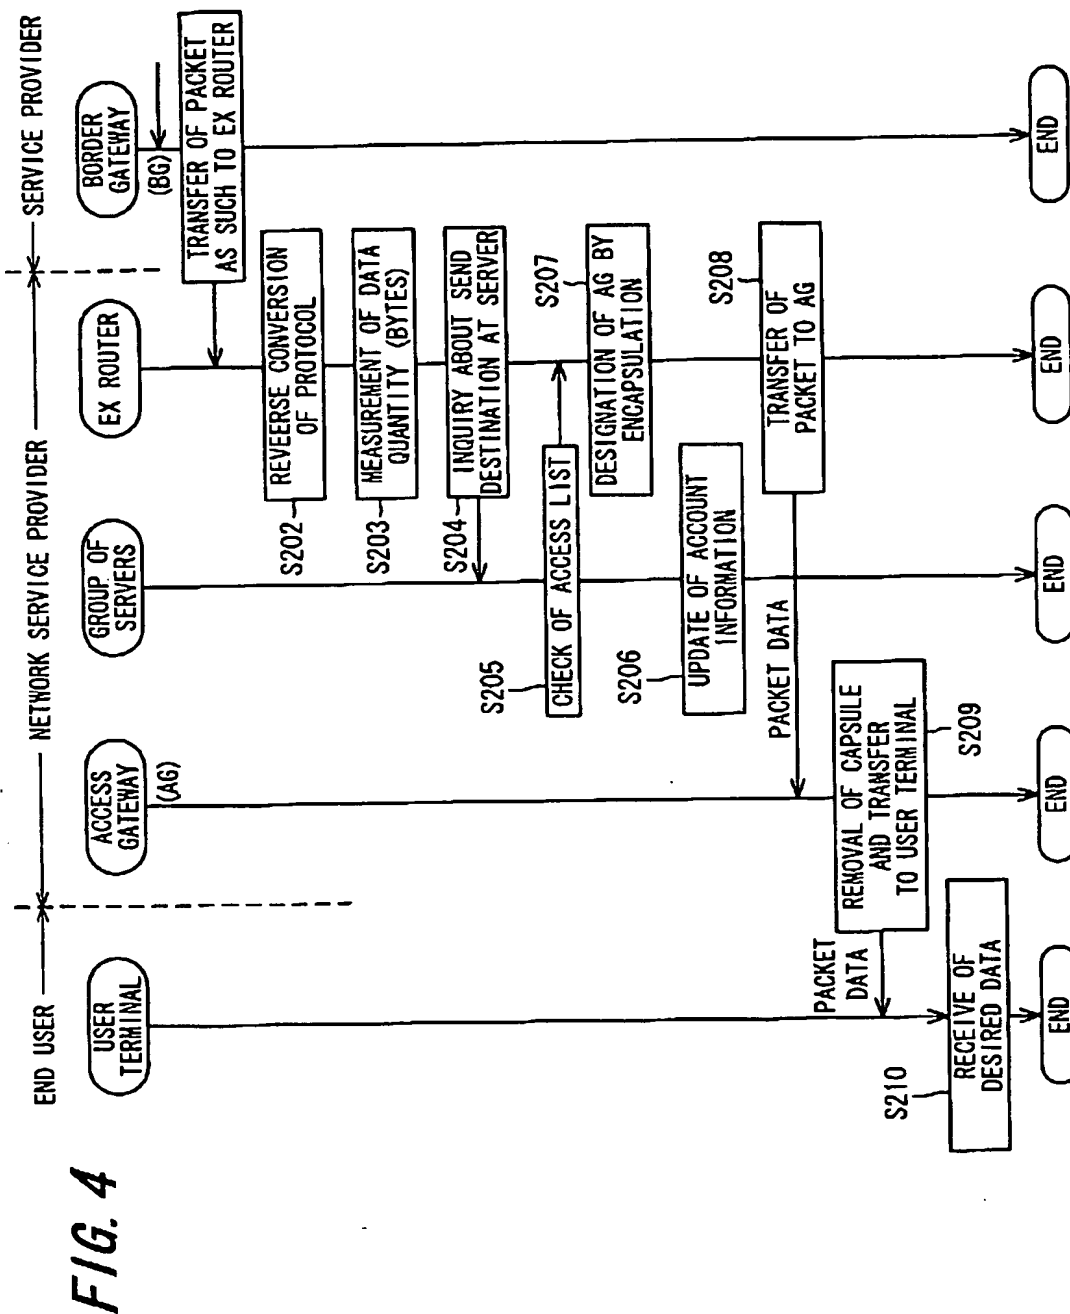 FIG. 4
END USER
NETWORK SERVICE PROVIDER
SERVICE PROVIDER
USER
TERMINAL
ACCESS
GATEWAY
(AG)
GROUP OF
SERVERS
EX ROUTER
BORDER
GATEWAY
(BG)
TRANSFER OF PACKET
AS SUCH TO EX ROUTER
S202
REVEERSE CONVERSION
OF PROTOCOL
S203
MEASUREMENT OF DATA
QUANTITY (BYTES)
S204
INQUIRY ABOUT SEND
DESTINATION AT SERVER
S205
CHECK OF ACCESS LIST
S207
DESIGNATION OF AG BY
ENCAPSULATION
S206
UPDATE OF ACCOUNT
INFORMATION
S208
TRANSFER OF
PACKET TO AG
PACKET DATA
REMOVAL OF CAPSULE
AND TRANSFER
TO USER TERMINAL
S209
PACKET
DATA
S210
RECEIVE OF
DESIRED DATA
END
END
END
END
END